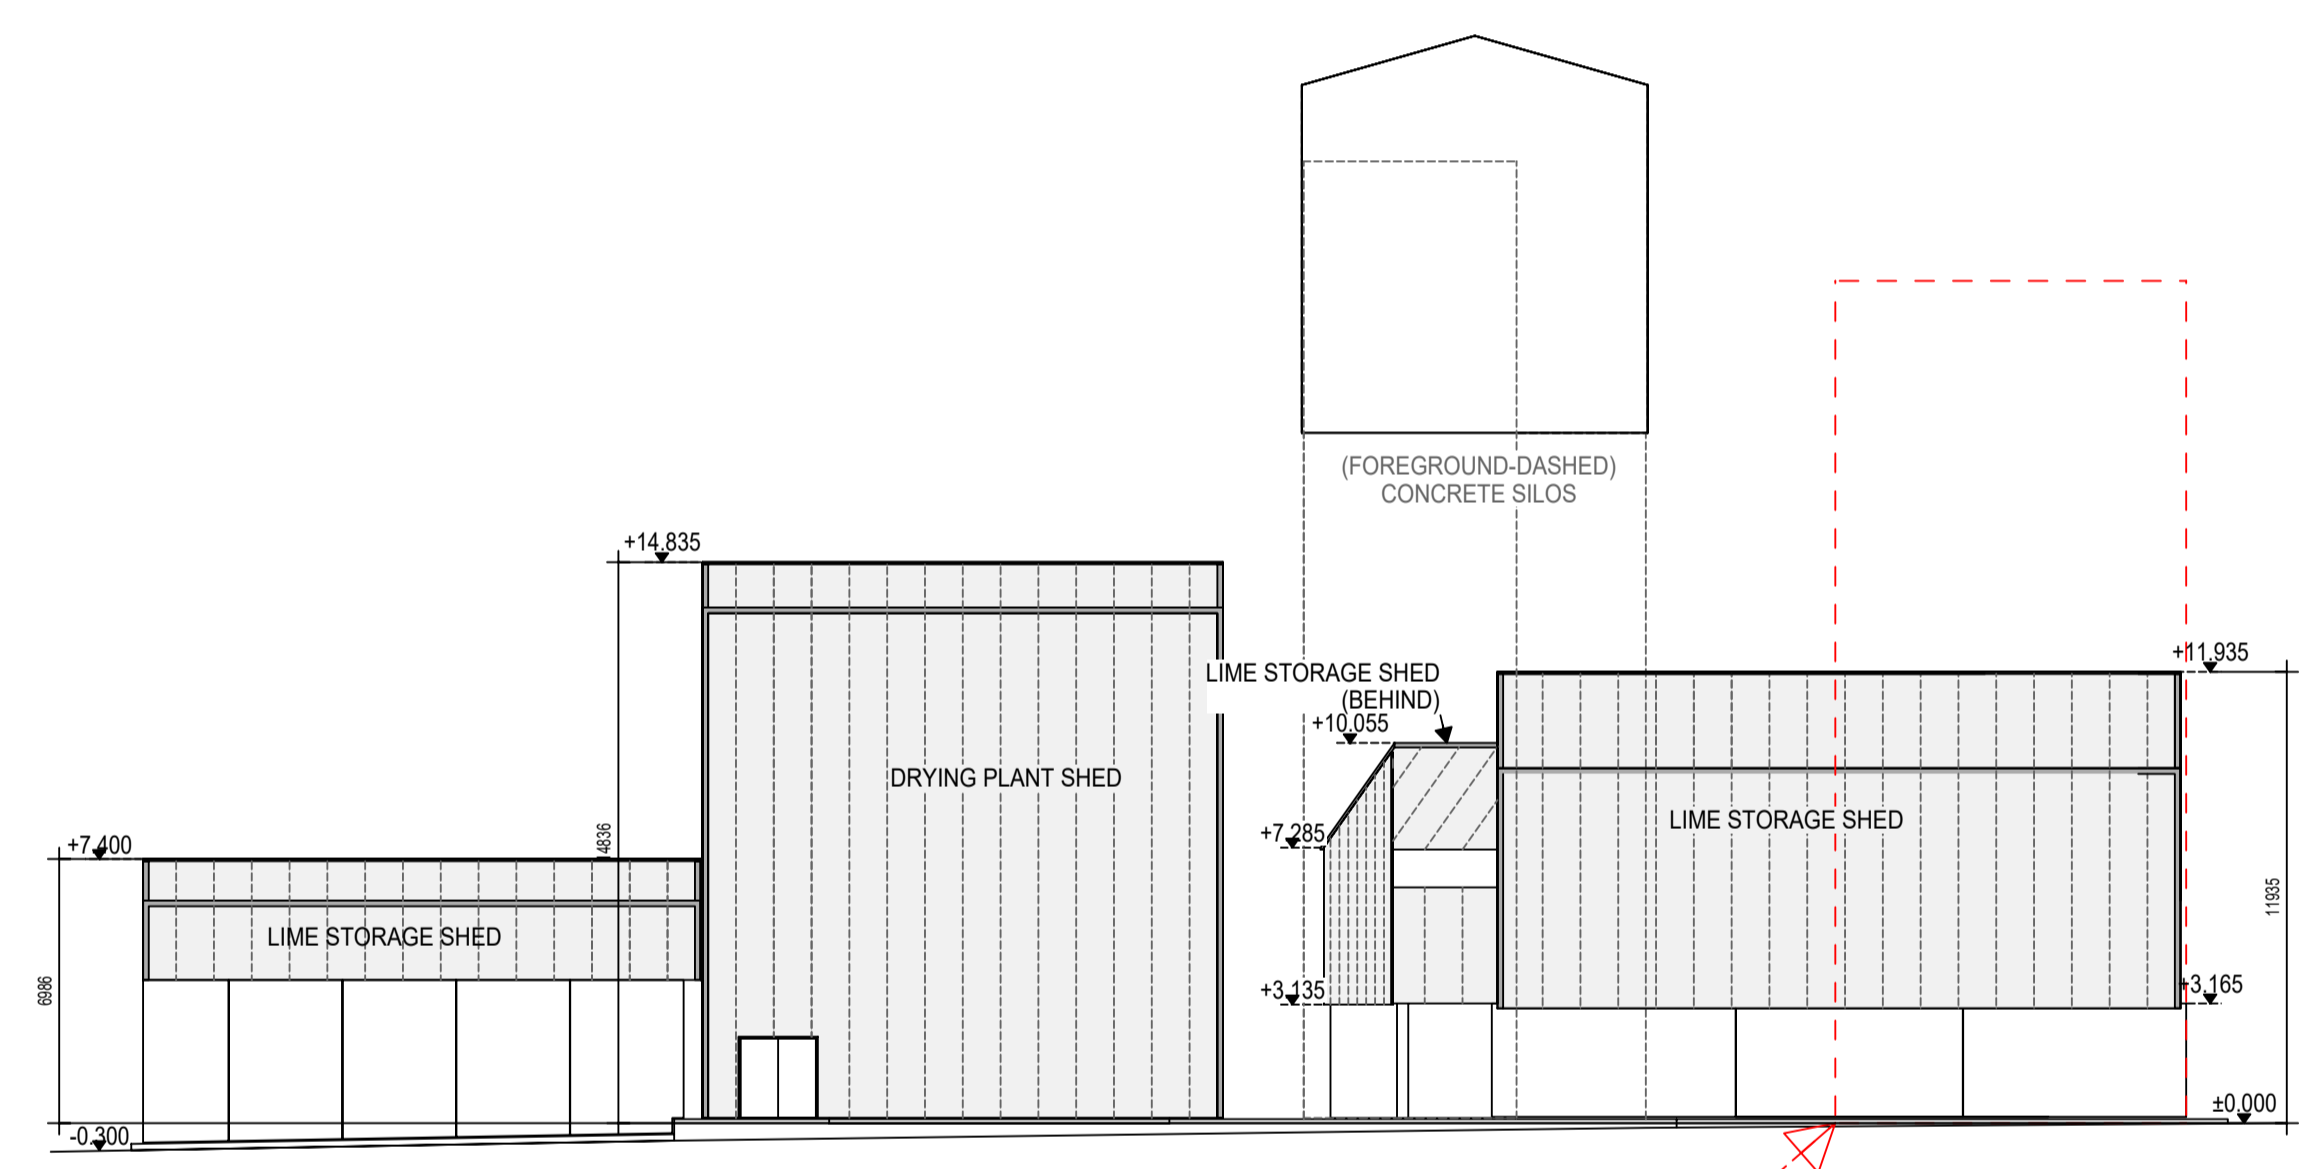 (FOREGROUND-DASHED)
CONCRETE SILOS
+14.835
LIME STORAGE SHED
(BEHIND)
+11.935
+10.055
DRYING PLANT SHED
LIME STORAGE SHED
+7.400
+7.285
14836
11935
LIME STORAGE SHED
6986
+3.135
+3.165
±0.000
-0.300